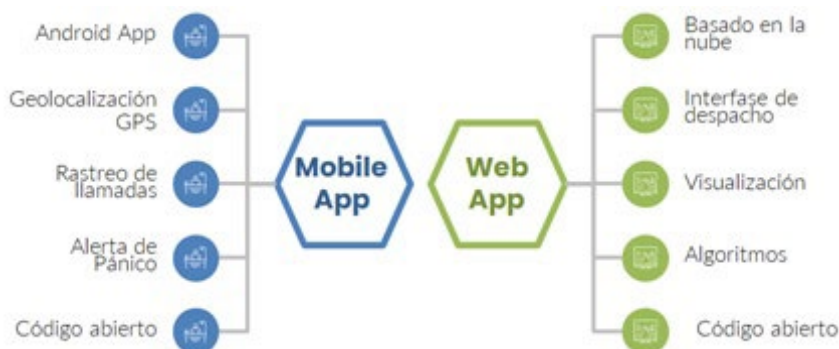 Android App
Geolocalización
GPS
Rastreo de
llamadas
Alerta de
Pánico
Código abierto
Mobile
App
Web
App
Basado en la
nube
Interfase de
despacho
Visualización
Algoritmos
Código abierto